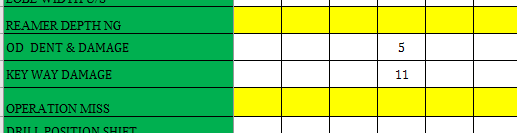 LOBE WIDTH O/S
REAMER DEPTH NG
OD DENT & DAMAGE 5
KEY WAY DAMAGE 11
OPERATION MISS
DRILL POSITION SHIFT